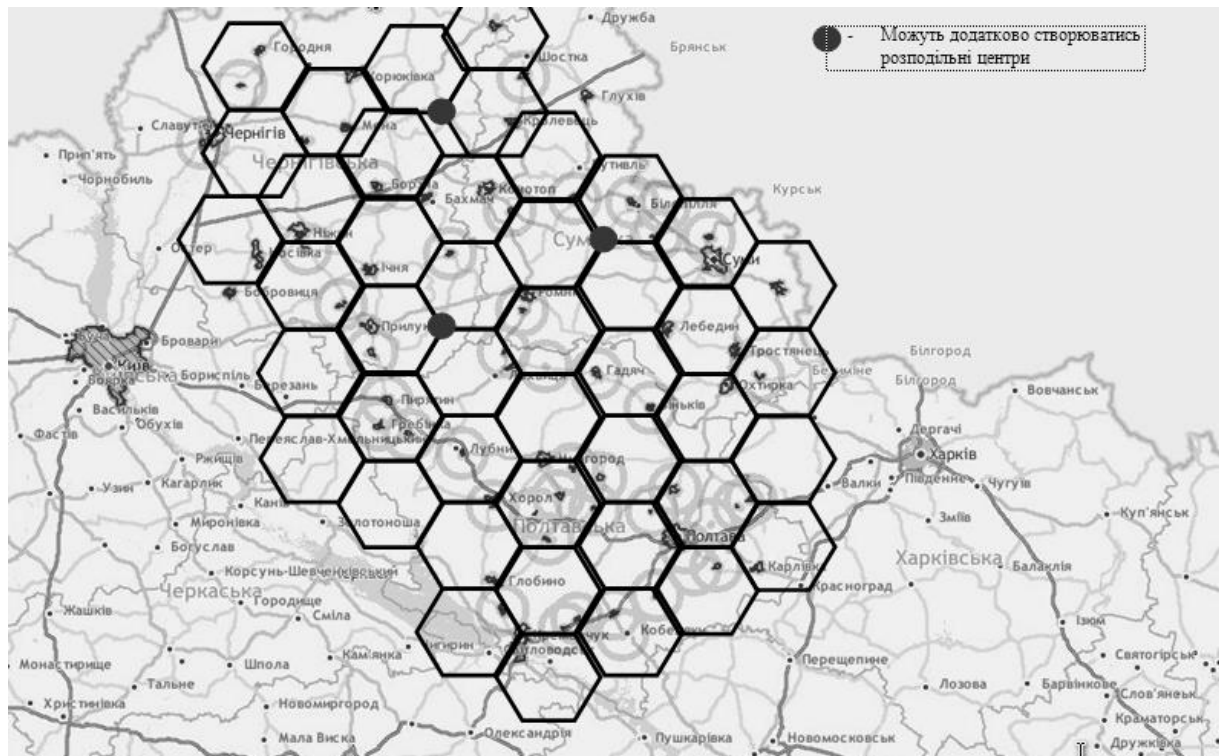 Дружба
- Можуть додатково створюватись
розподільні центри
Городня
Шостка
Брянськ
Корюківка
Глухів
Славутич
Чернігів
Мена
Кролевець
Прип'ять
Чернігівська
Путивль
Чорнобиль
Борзна
Конотоп
Бахмач
Білопілля
Курськ
Остер
Ніжин
Носівка
Сумська
Суми
Ічня
Бобровиця
Ромни
Прилуки
Лебедин
Бровари
Київ
Тростянець
Білгород
Бориспіль
Гадяч
Безиміне
Білгород
Боярка
Березань
Охтирка
Вовчанськ
Васильків
Обухів
Пирятин
Гребінка
Дергачі
Фастів
Переяслав-Хмельницький
Лубни
Харків
Ржищів
Миргород
Узин
Кагарлик
Валки
Південне
Чугуїв
Канів
Хорол
Миронівка
Золотоноша
Полтавська
Полтава
Зміїв
Куп'янськ
Богуслав
Харківська
Корсунь-Шевченківський
Глобино
Карлівка
Балаклія
Черкаська
Красноград
Жашків
Городище
Сміла
Кобеляки
Ізюм
Чигирин
Світловодськ
Монастирище
Шпола
Кам'янка
Перещепине
Святогірськ
Тальне
Лозова
Барвінкове
Слов'янськ
Христинівка
Новомиргород
Краматорськ
Мала Виска
Олександрія
Пушкарівка
Новомосковськ
Дружківка